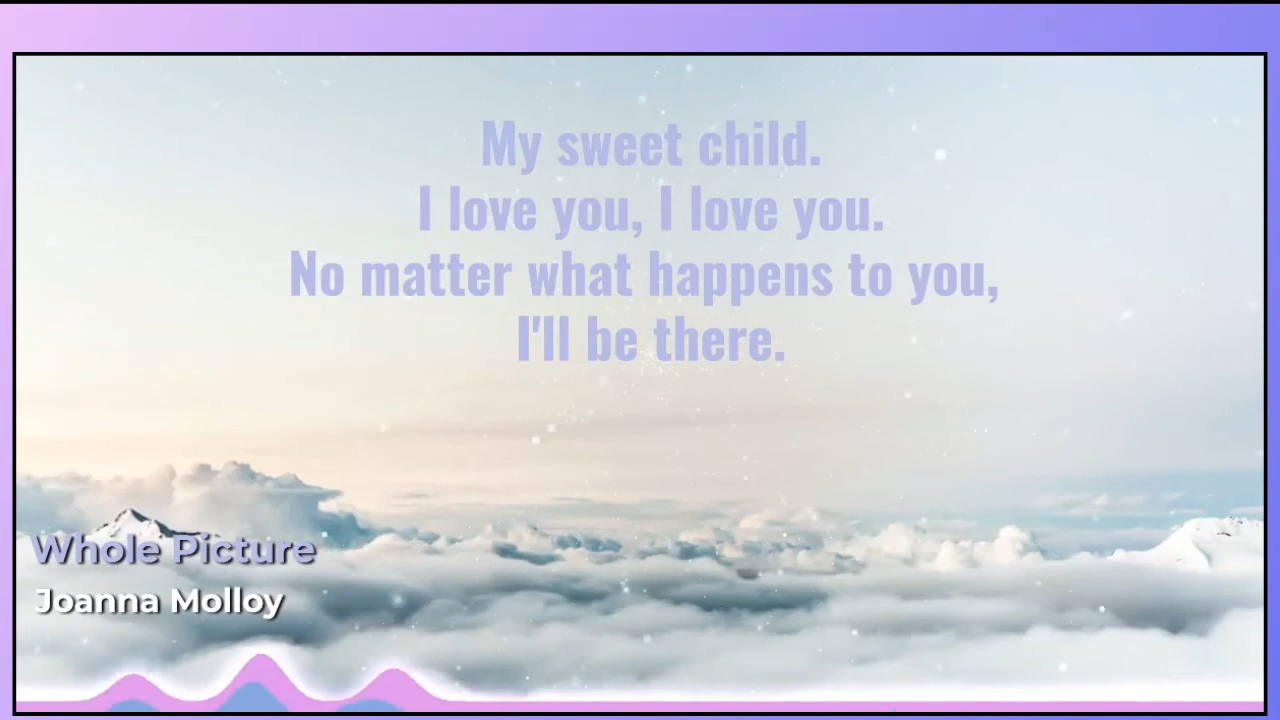 My sweet child.
I love you, I love you.
No matter what happens to you,
I'll be there.
Whole Picture
Joanna Molloy